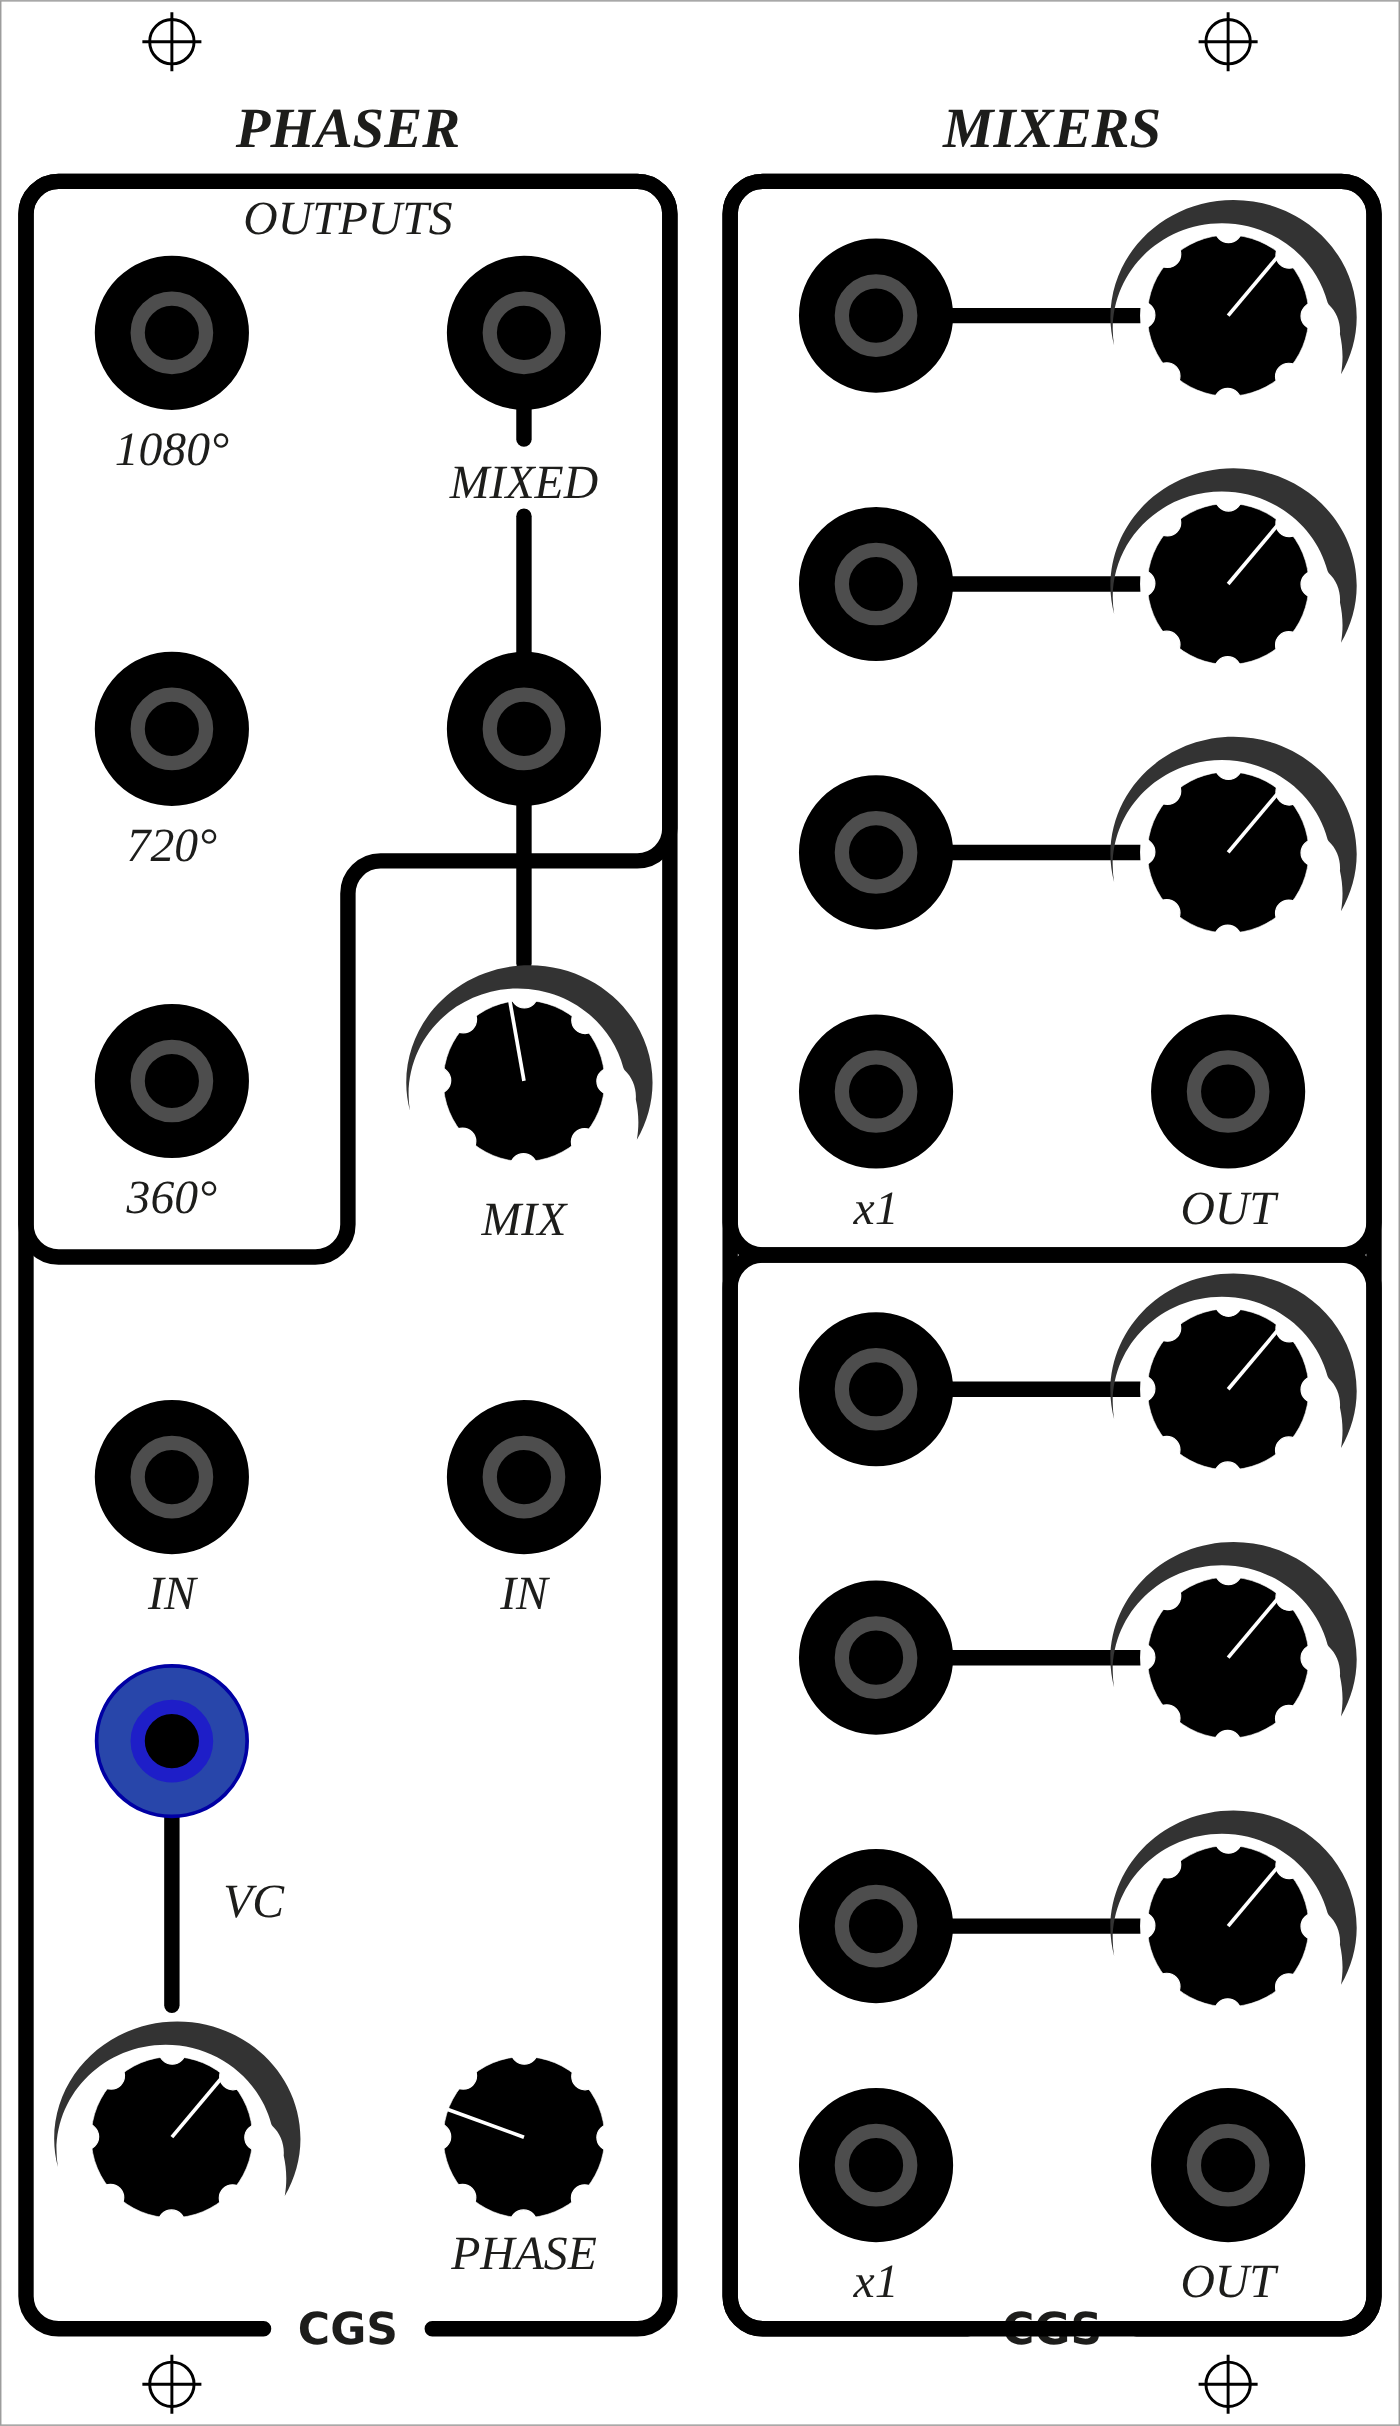 PHASER
OUTPUTS
1080°
MIXED
720°
360°
MIX
IN
IN
VC
PHASE
CGS
MIXERS
x1
OUT
x1
OUT
CGS